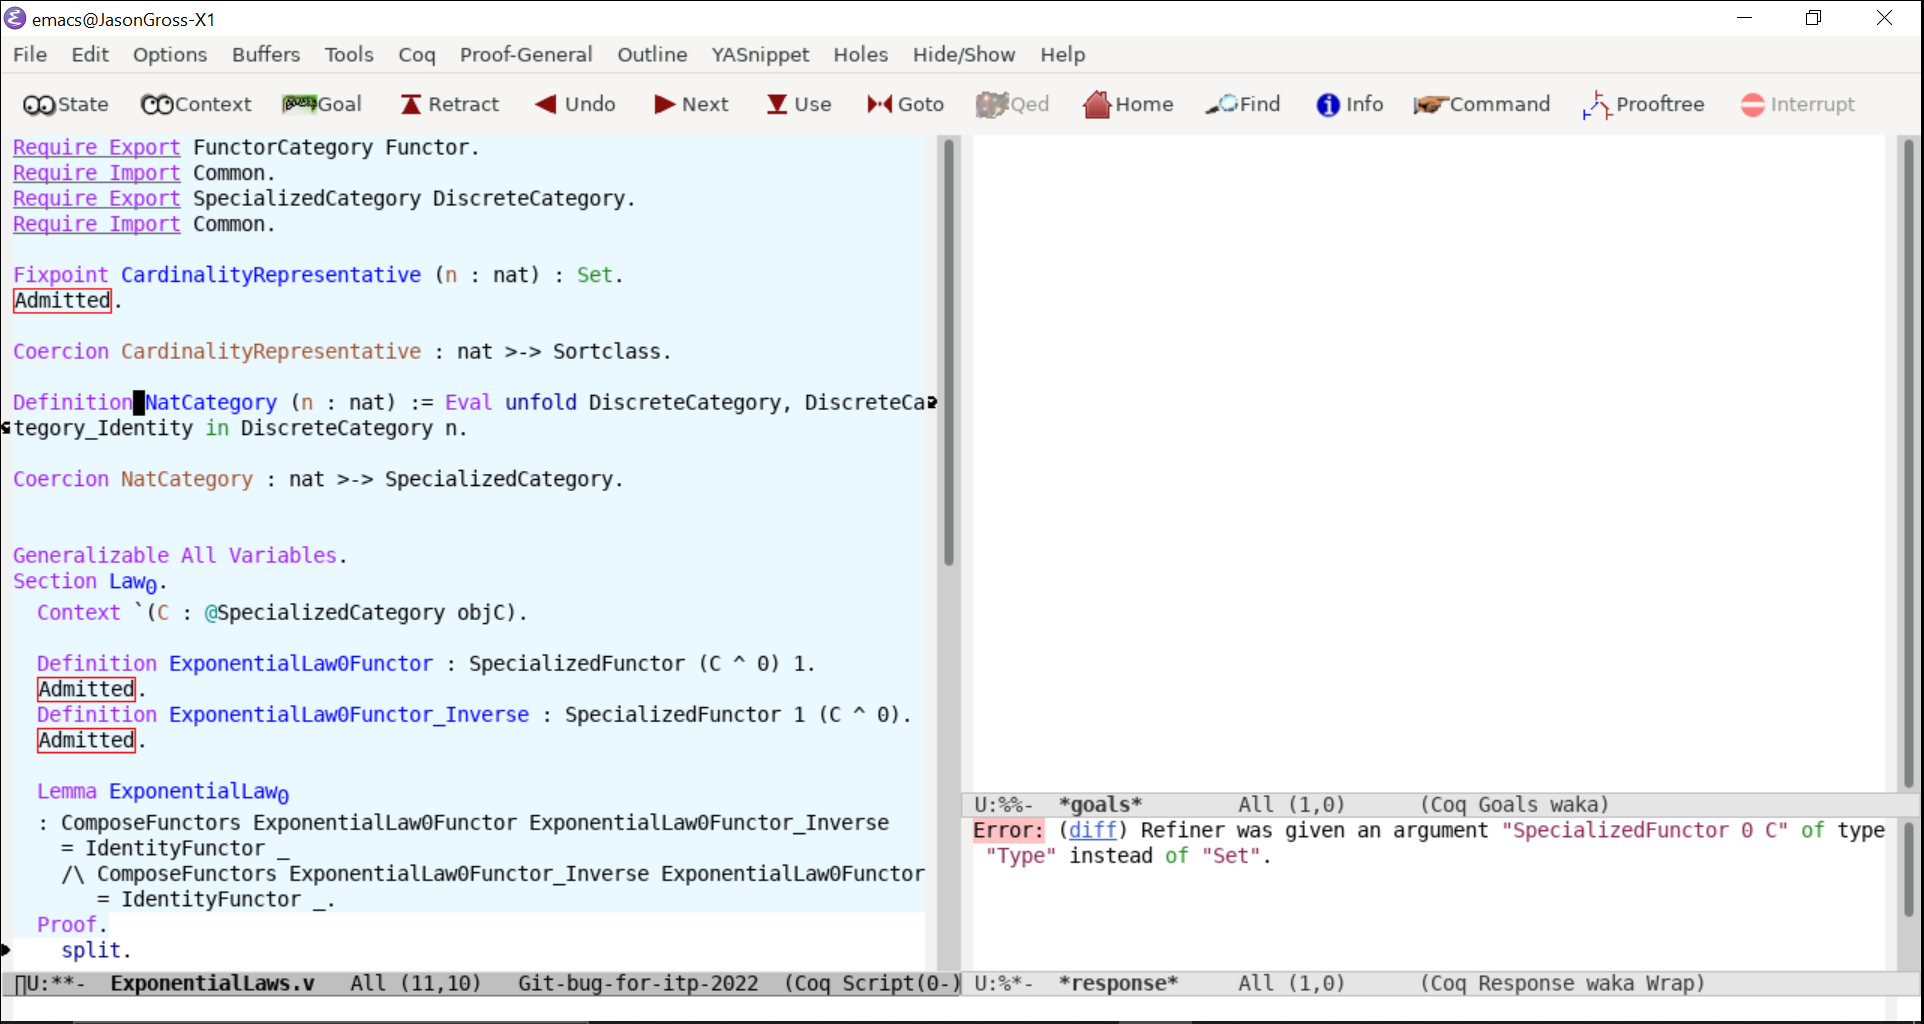 emacs@JasonGross-X1
File Edit Options Buffers Tools Coq Proof-General Outline YASnippet Holes Hide/Show Help
State Context Goal Retract Undo Next Use Goto Qed Home Find Info Command Prooftree Interrupt
Require Export FunctorCategory Functor.
Require Import Common.
Require Export SpecializedCategory DiscreteCategory.
Require Import Common.
Fixpoint CardinalityRepresentative (n : nat) : Set.
Admitted.
Coercion CardinalityRepresentative : nat >-> Sortclass.
Definition NatCategory (n : nat) := Eval unfold DiscreteCategory, DiscreteCa
tegory_Identity in DiscreteCategory n.
Coercion NatCategory : nat >-> SpecializedCategory.
Generalizable All Variables.
Section Law₀.
Context `(C : @SpecializedCategory objC).
Definition ExponentialLaw0Functor : SpecializedFunctor (C ^ 0) 1.
Admitted.
Definition ExponentialLaw0Functor_Inverse : SpecializedFunctor 1 (C ^ 0).
Admitted.
Lemma ExponentialLaw₀
: ComposeFunctors ExponentialLaw0Functor ExponentialLaw0Functor_Inverse
= IdentityFunctor _
/\ ComposeFunctors ExponentialLaw0Functor_Inverse ExponentialLaw0Functor
= IdentityFunctor _.
Proof.
split.
U:**- ExponentialLaws.v All (11,10) Git-bug-for-itp-2022 (Coq Script(0-)
U:%%- *goals* All (1,0) (Coq Goals waka)
Error: (diff) Refiner was given an argument "SpecializedFunctor 0 C" of type
"Type" instead of "Set".
U:%*- *response* All (1,0) (Coq Response waka Wrap)